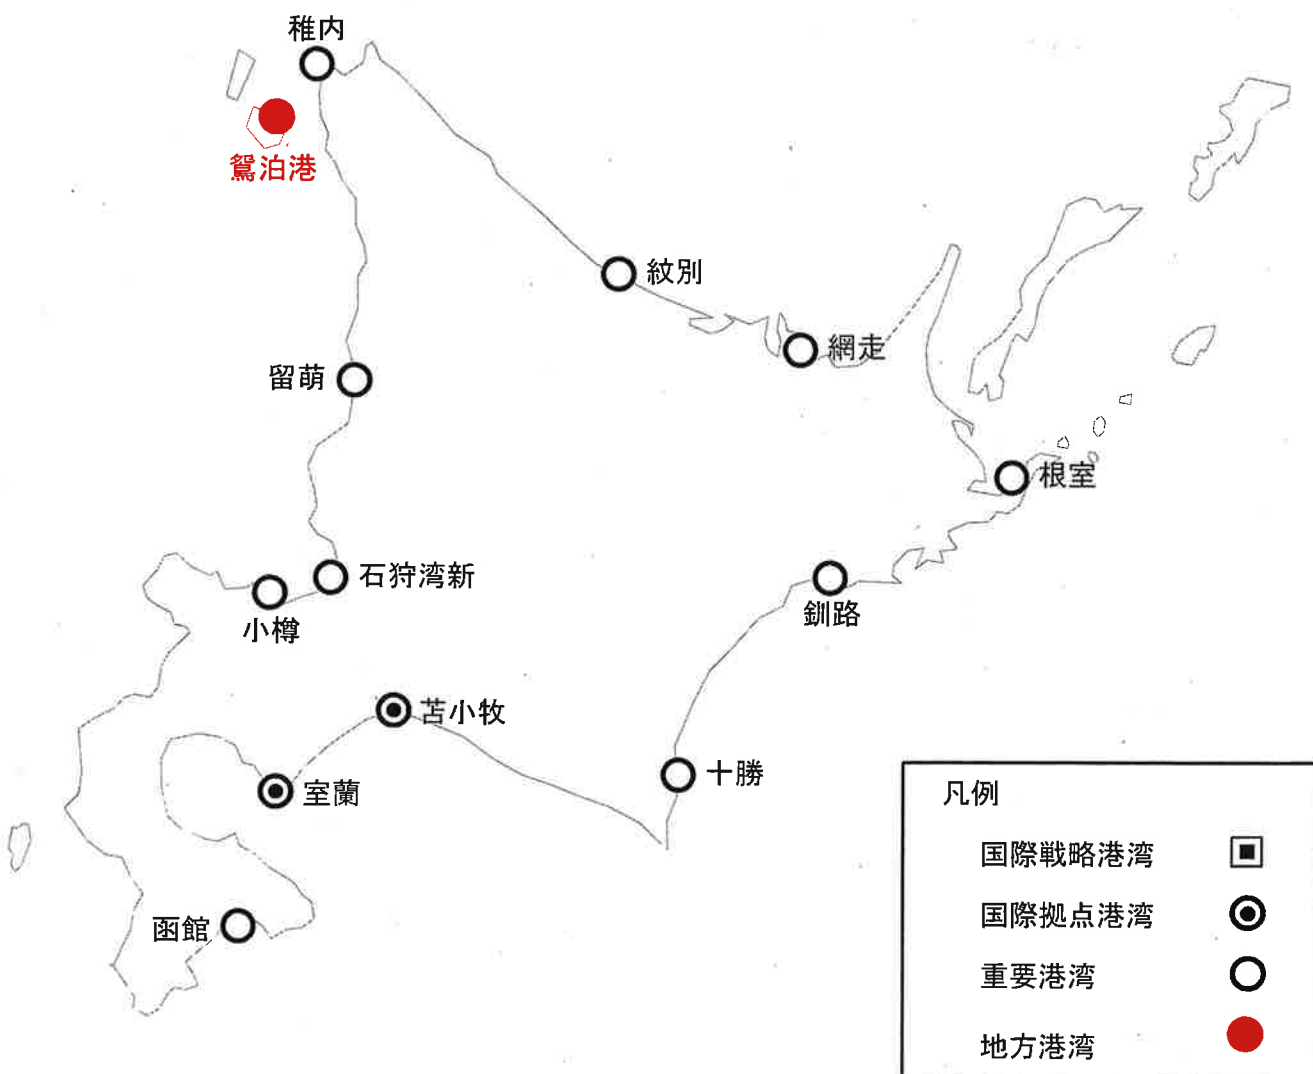 稚内
鴛泊港
紋別
網走
留萌
根室
石狩湾新
小樽
釧路
苫小牧
十勝
室蘭
函館
凡例
国際戦略港湾
国際拠点港湾
重要港湾
地方港湾